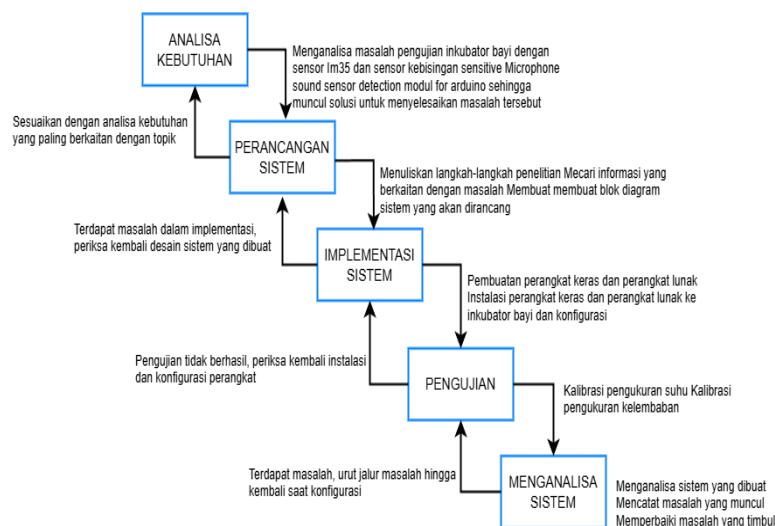 ANALISA
KEBUTUHAN
Menganalisa masalah pengujian inkubator bayi dengan
sensor lm35 dan sensor kebisingan sensitive Microphone
sound sensor detection modul for arduino sehingga
muncul solusi untuk menyelesaikan masalah tersebut
Sesuaikan dengan analisa kebutuhan
yang paling berkaitan dengan topik
PERANCANGAN
SISTEM
Menuliskan langkah-langkah penelitian Mecari informasi yang
berkaitan dengan masalah Membuat membuat blok diagram
sistem yang akan dirancang
Terdapat masalah dalam implementasi,
periksa kembali desain sistem yang dibuat
IMPLEMENTASI
SISTEM
Pembuatan perangkat keras dan perangkat lunak
Instalasi perangkat keras dan perangkat lunak ke
inkubator bayi dan konfigurasi
Pengujian tidak berhasil, periksa kembali instalasi
dan konfigurasi perangkat
PENGUJIAN
Kalibrasi pengukuran suhu Kalibrasi
pengukuran kelembaban
Terdapat masalah, urut jalur masalah hingga
kembali saat konfigurasi
MENGANALISA
SISTEM
Menganalisa sistem yang dibuat
Mencatat masalah yang muncul
Memperbaiki masalah yang timbul